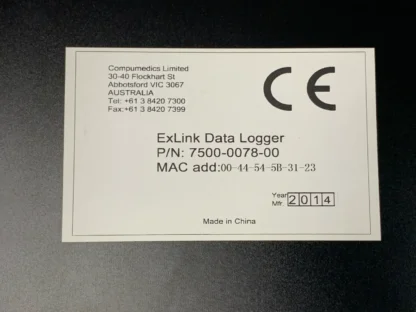 Compumedics Limited
30-40 Flockhart St
Abbotsford VIC 3067
AUSTRALIA
Tel: +61 3 8420 7300
Fax:+61 3 8420 7399
CE
ExLink Data Logger
P/N: 7500-0078-00
MAC add:00-44-54-5B-31-23
Year
Mfr. 2014
Made in China